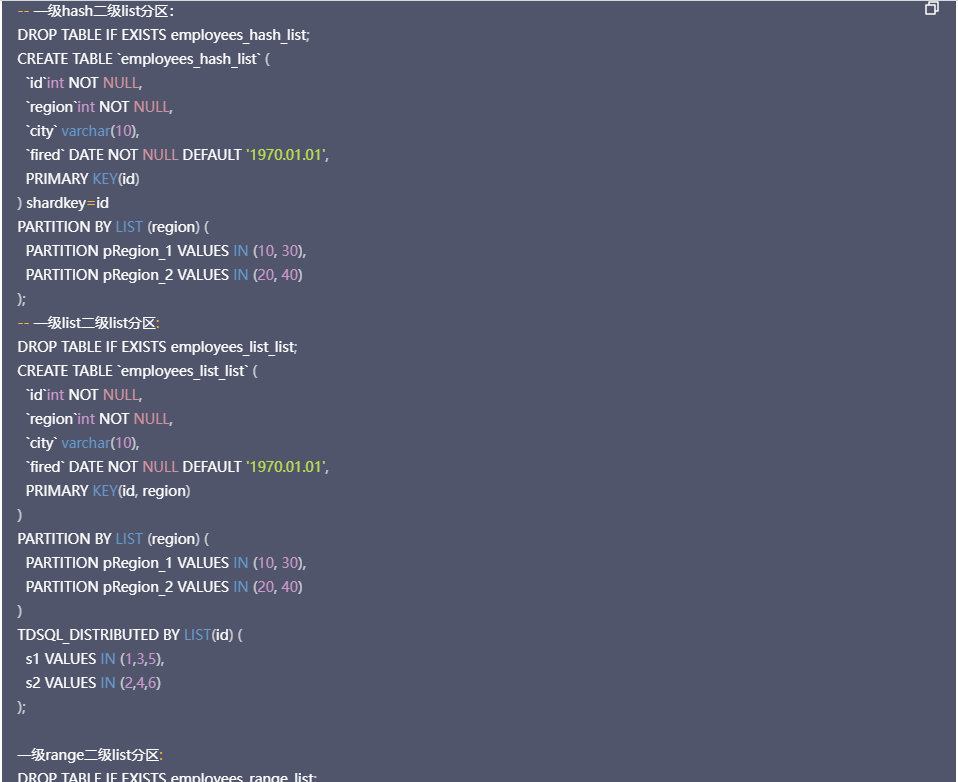 -- 一级hash二级list分区：
DROP TABLE IF EXISTS employees_hash_list;
CREATE TABLE `employees_hash_list` (
`id`int NOT NULL,
`region`int NOT NULL,
`city` varchar(10),
`fired` DATE NOT NULL DEFAULT '1970.01.01',
PRIMARY KEY(id)
) shardkey=id
PARTITION BY LIST (region) (
PARTITION pRegion_1 VALUES IN (10, 30),
PARTITION pRegion_2 VALUES IN (20, 40)
);
-- 一级list二级list分区:
DROP TABLE IF EXISTS employees_list_list;
CREATE TABLE `employees_list_list` (
`id`int NOT NULL,
`region`int NOT NULL,
`city` varchar(10),
`fired` DATE NOT NULL DEFAULT '1970.01.01',
PRIMARY KEY(id, region)
)
PARTITION BY LIST (region) (
PARTITION pRegion_1 VALUES IN (10, 30),
PARTITION pRegion_2 VALUES IN (20, 40)
)
TDSQL_DISTRIBUTED BY LIST(id) (
s1 VALUES IN (1,3,5),
s2 VALUES IN (2,4,6)
);
一级range二级list分区:
DROP TABLE IF EXISTS employees_range_list;